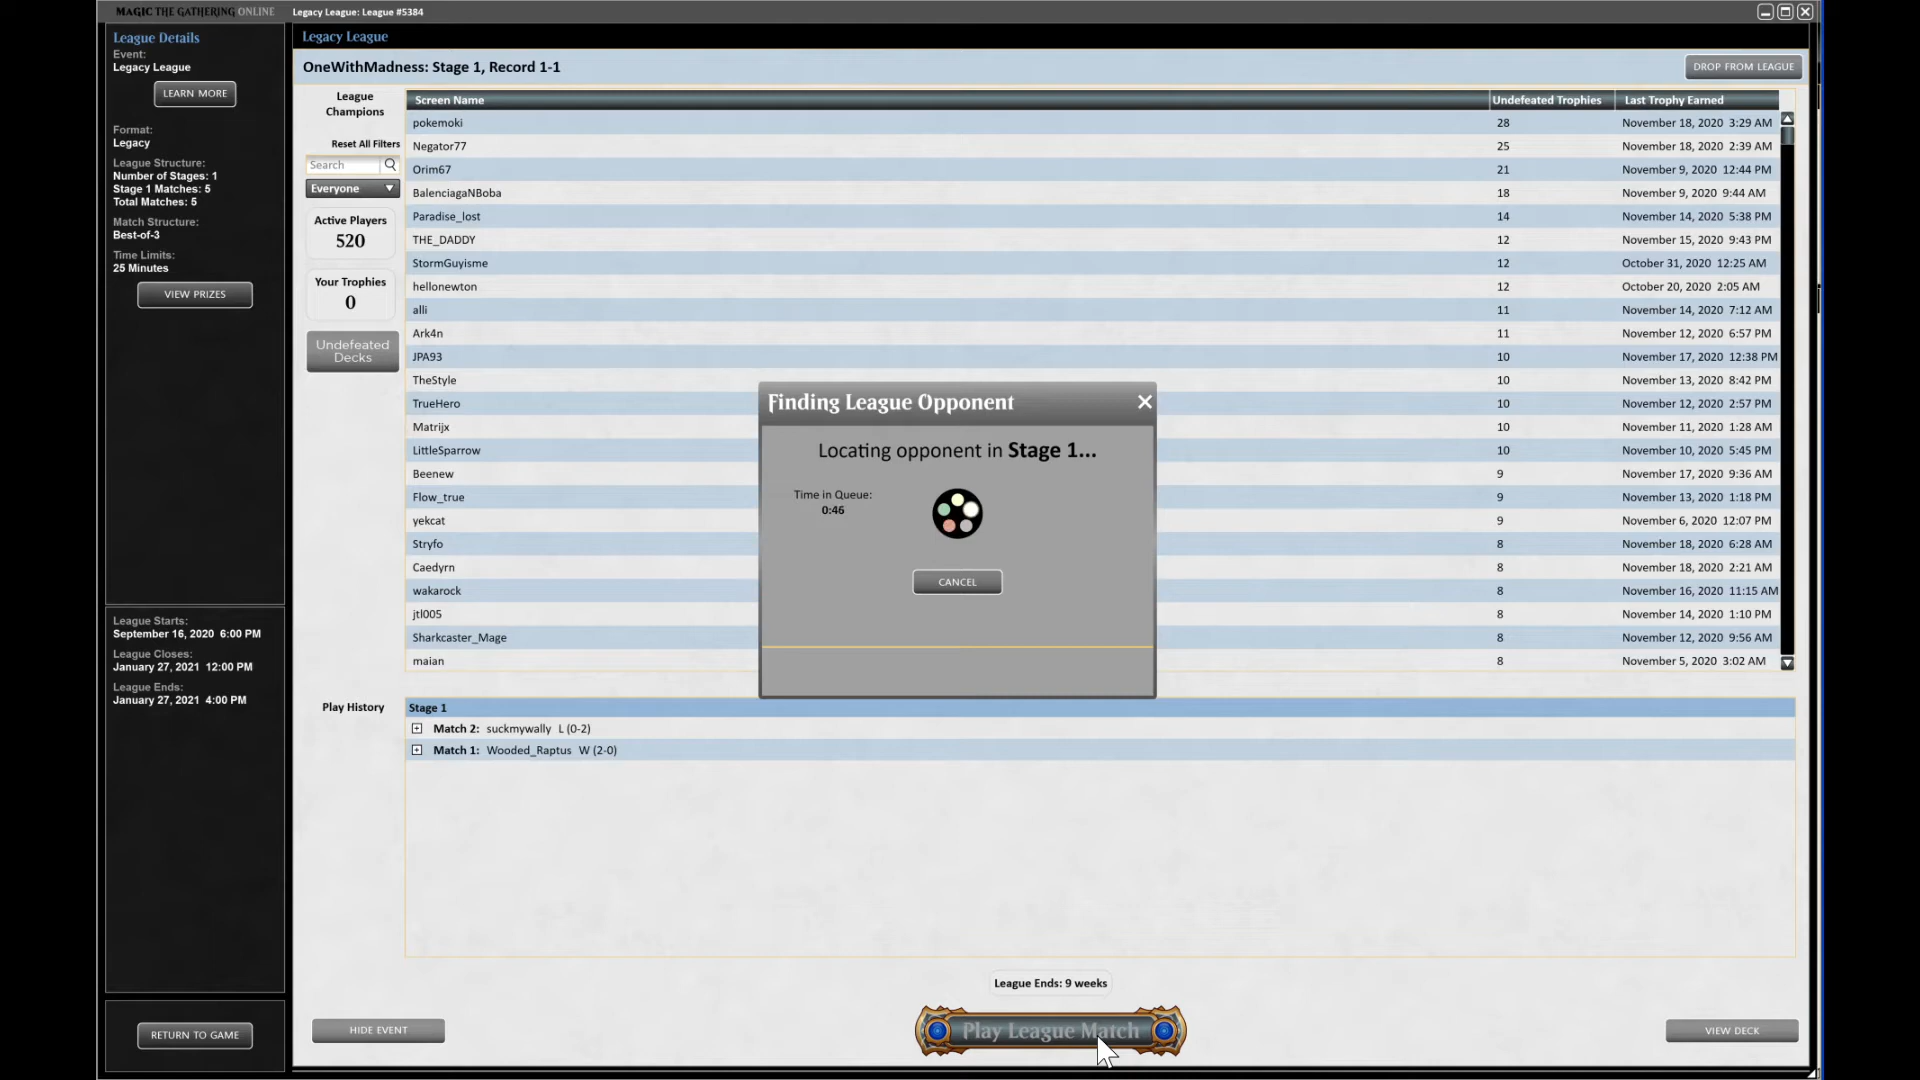 MAGIC THE GATHERING ONLINE
Legacy League: League #5384
League Details
Event:
Legacy League
LEARN MORE
Format:
Legacy
League Structure:
Number of Stages: 1
Stage 1 Matches: 5
Total Matches: 5
Match Structure:
Best-of-3
Time Limits:
25 Minutes
VIEW PRIZES
League Starts:
September 16, 2020 6:00 PM
League Closes:
January 27, 2021 12:00 PM
League Ends:
January 27, 2021 4:00 PM
RETURN TO GAME
Legacy League
OneWithMadness: Stage 1, Record 1-1
DROP FROM LEAGUE
League
Champions
Reset All Filters
Search
Everyone
Active Players
520
Your Trophies
0
Undefeated
Decks
Screen Name Undefeated Trophies Last Trophy Earned
pokemoki 28 November 18, 2020 3:29 AM
Negator77 25 November 18, 2020 2:39 AM
Orim67 21 November 9, 2020 12:44 PM
BalenciagaNBoba 18 November 9, 2020 9:44 AM
Paradise_lost 14 November 14, 2020 5:38 PM
THE_DADDY 12 November 15, 2020 9:43 PM
StormGuyisme 12 October 31, 2020 12:25 AM
hellonewton 12 October 20, 2020 2:05 AM
alli 11 November 14, 2020 7:12 AM
Ark4n 11 November 12, 2020 6:57 PM
JPA93 10 November 17, 2020 12:38 PM
TheStyle 10 November 13, 2020 8:42 PM
TrueHero 10 November 12, 2020 2:57 PM
Matrijx 10 November 11, 2020 1:28 AM
LittleSparrow 10 November 10, 2020 5:45 PM
Beenew 9 November 17, 2020 9:36 AM
Flow_true 9 November 13, 2020 1:18 PM
yekcat 9 November 6, 2020 12:07 PM
Stryfo 8 November 18, 2020 6:28 AM
Caedyrn 8 November 18, 2020 2:21 AM
wakarock 8 November 16, 2020 11:15 AM
jtl005 8 November 14, 2020 1:10 PM
Sharkcaster_Mage 8 November 12, 2020 9:56 AM
maian 8 November 5, 2020 3:02 AM
Finding League Opponent
Locating opponent in Stage 1...
Time in Queue:
0:46
CANCEL
Play History
Stage 1
Match 2: suckmywally L (0-2)
Match 1: Wooded_Raptus W (2-0)
League Ends: 9 weeks
HIDE EVENT
Play League Match
VIEW DECK